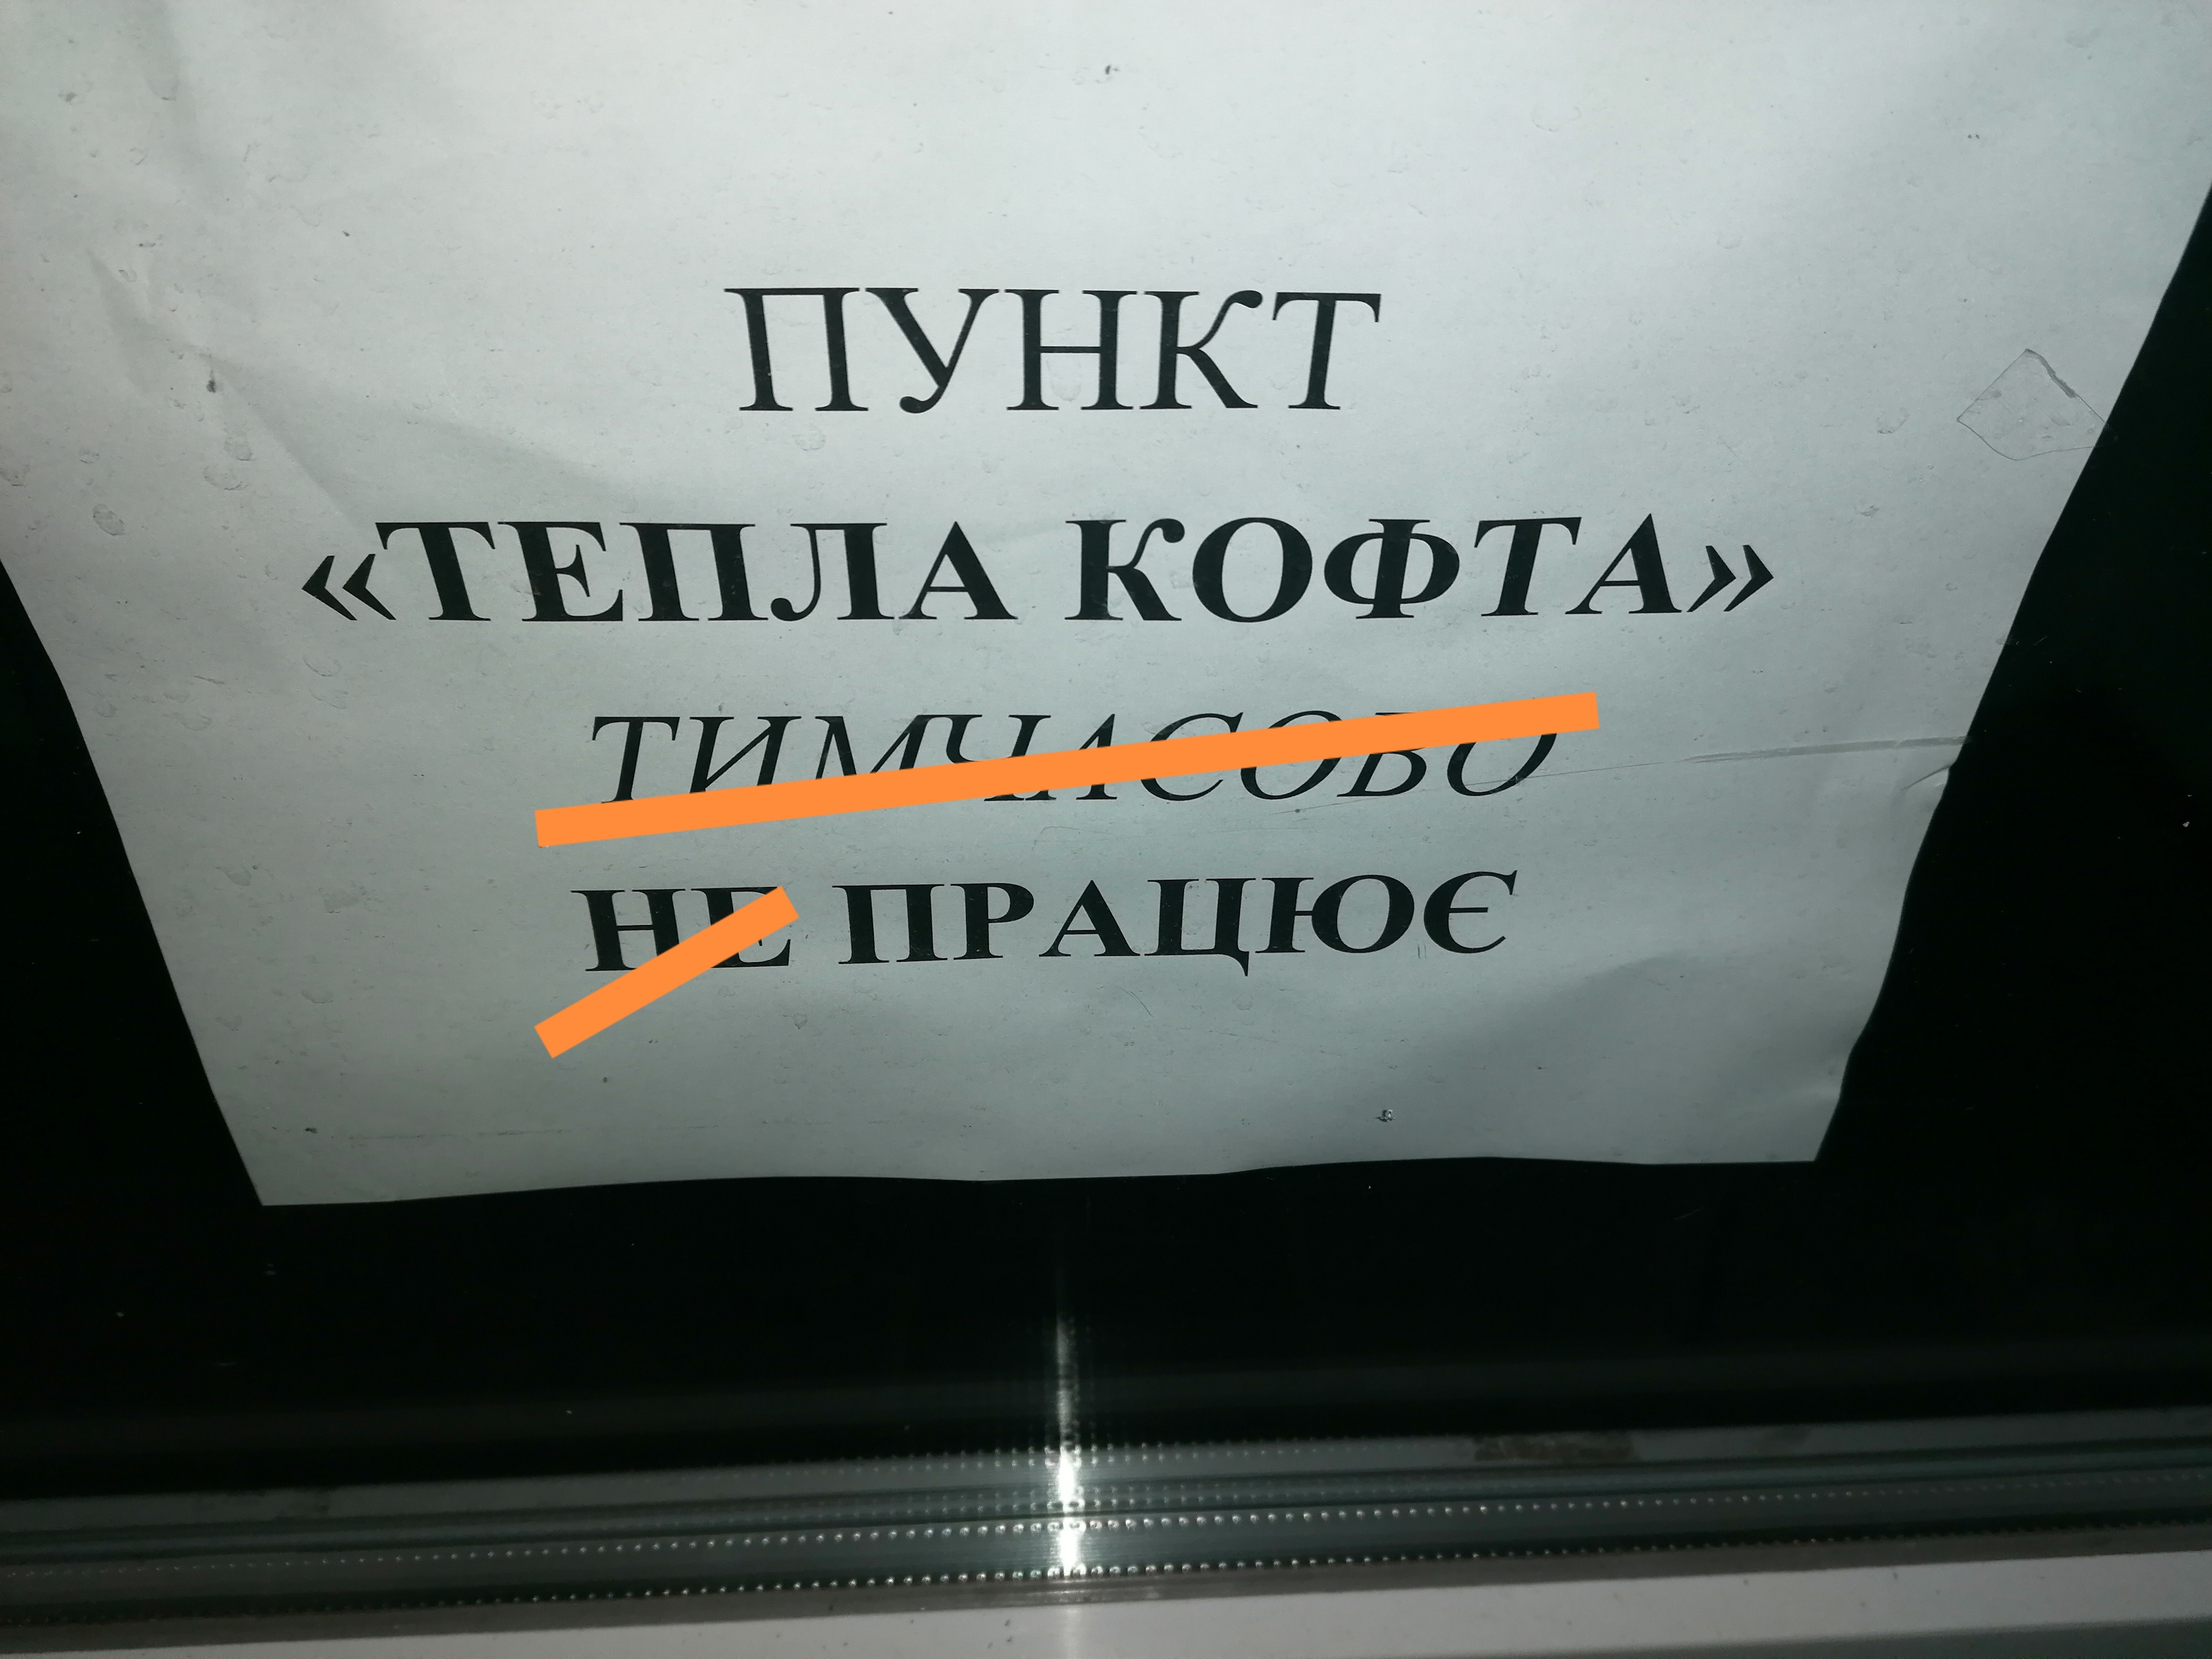 ПУНКТ
«ТЕПЛА КОФТА»
ТИМЧАСОВО
НЕ ПРАЦЮЄ